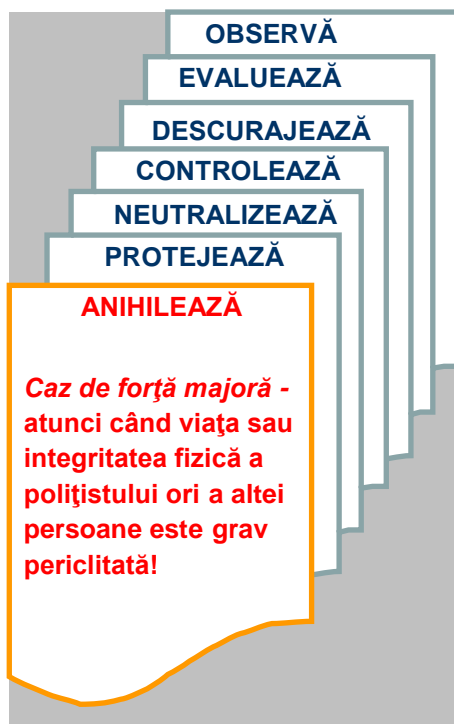 OBSERVĂ
EVALUEAZĂ
DESCURAJEAZĂ
CONTROLEAZĂ
NEUTRALIZEAZĂ
PROTEJEAZĂ
ANIHILEAZĂ
Caz de forţă majoră -
atunci când viaţa sau
integritatea fizică a
poliţistului ori a altei
persoane este grav
periclitată!